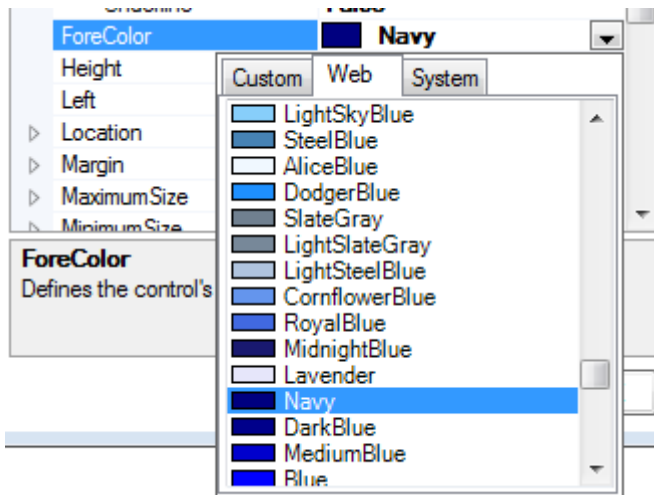 ForeColor Navy
Height
Left
Location
Margin
MaximumSize
MinimumSize
ForeColor
Defines the control's
Custom Web System
LightSkyBlue
SteelBlue
AliceBlue
DodgerBlue
SlateGray
LightSlateGray
LightSteelBlue
CornflowerBlue
RoyalBlue
MidnightBlue
Lavender
Navy
DarkBlue
MediumBlue
Blue